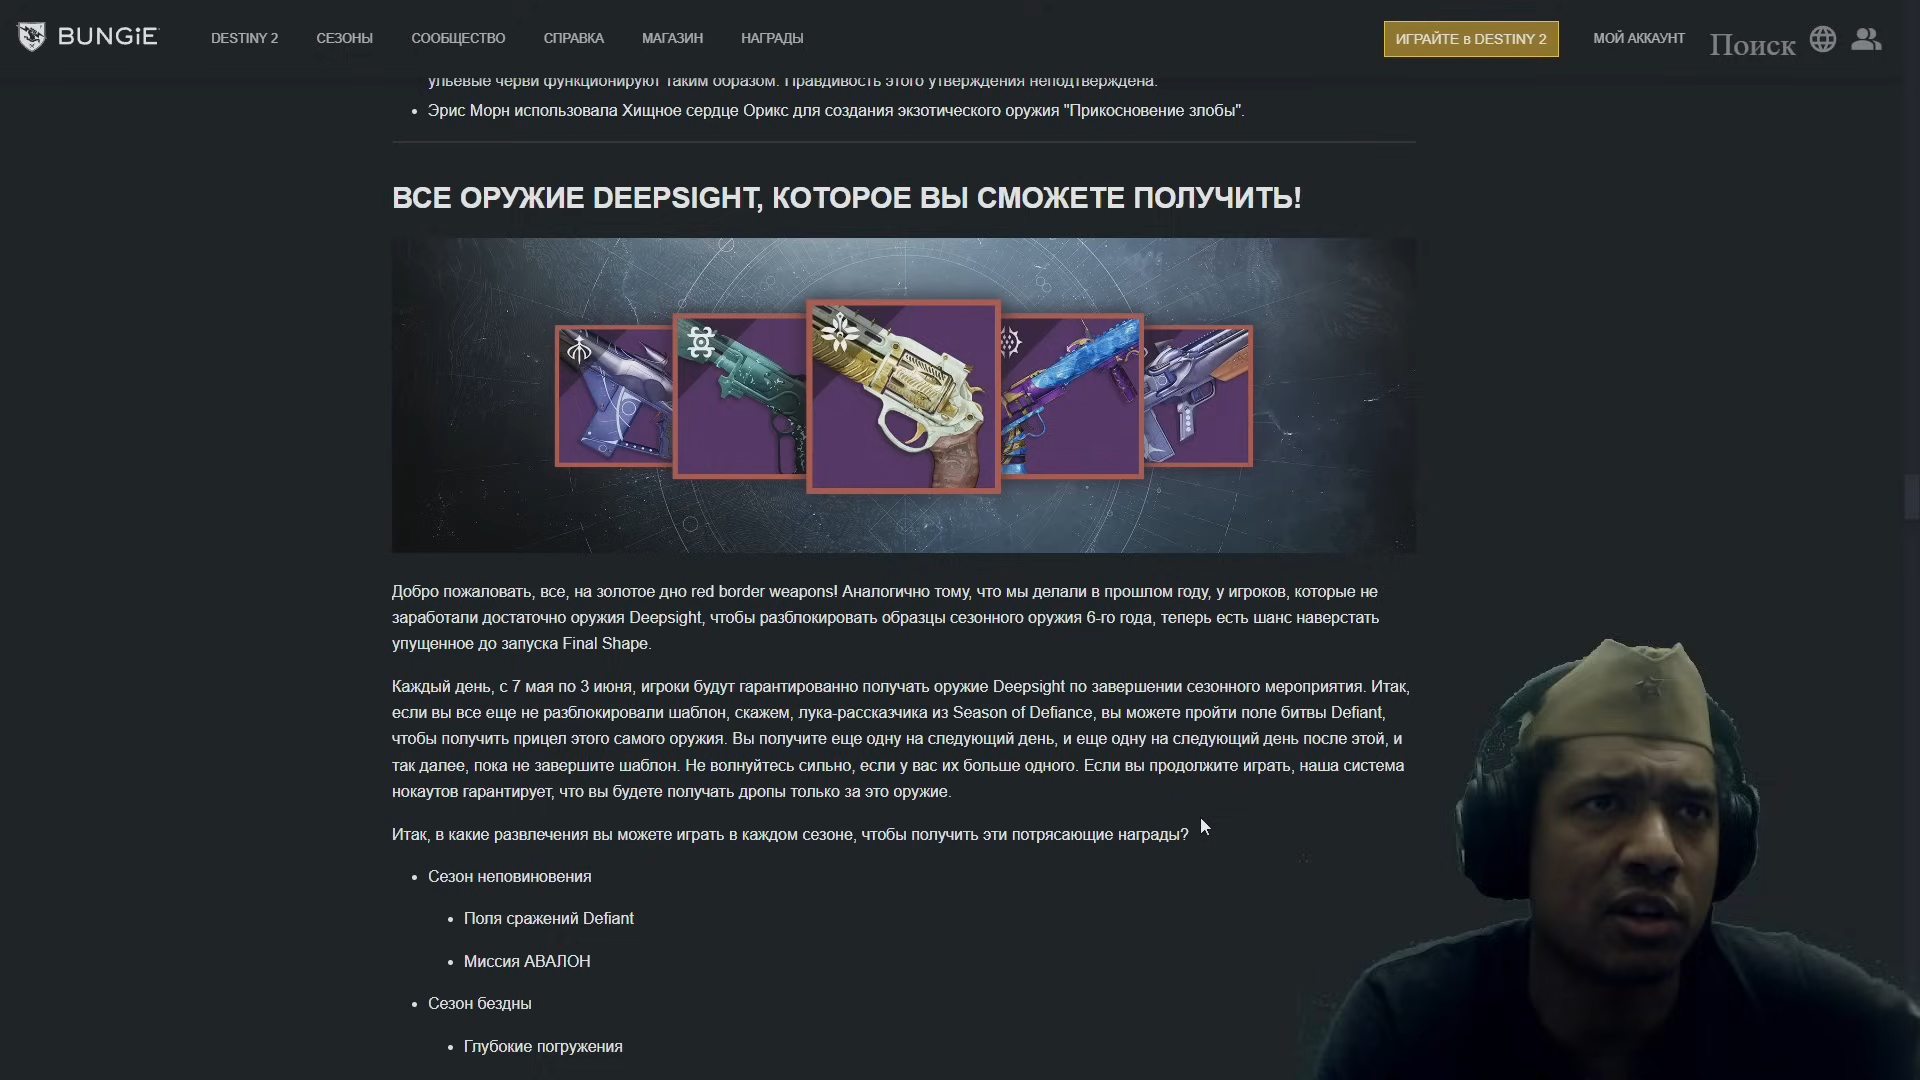 BUNGiE
DESTINY 2
СЕЗОНЫ
СООБЩЕСТВО
СПРАВКА
МАГАЗИН
НАГРАДЫ
ИГРАЙТЕ в DESTINY 2
МОЙ АККАУНТ
Поиск
ульевые черви функционируют таким образом. Правдивость этого утверждения неподтверждена.
• Эрис Морн использовала Хищное сердце Орикс для создания экзотического оружия "Прикосновение злобы".
ВСЕ ОРУЖИЕ DEEPSIGHT, КОТОРОЕ ВЫ СМОЖЕТЕ ПОЛУЧИТЬ!
Добро пожаловать, все, на золотое дно red border weapons! Аналогично тому, что мы делали в прошлом году, у игроков, которые не
заработали достаточно оружия Deepsight, чтобы разблокировать образцы сезонного оружия 6-го года, теперь есть шанс наверстать
упущенное до запуска Final Shape.
Каждый день, с 7 мая по 3 июня, игроки будут гарантированно получать оружие Deepsight по завершении сезонного мероприятия. Итак,
если вы все еще не разблокировали шаблон, скажем, лука-рассказчика из Season of Defiance, вы можете пройти поле битвы Defiant,
чтобы получить прицел этого самого оружия. Вы получите еще одну на следующий день, и еще одну на следующий день после этой, и
так далее, пока не завершите шаблон. Не волнуйтесь сильно, если у вас их больше одного. Если вы продолжите играть, наша система
нокаутов гарантирует, что вы будете получать дропы только за это оружие.
Итак, в какие развлечения вы можете играть в каждом сезоне, чтобы получить эти потрясающие награды?
• Сезон неповиновения
• Поля сражений Defiant
• Миссия АВАЛОН
• Сезон бездны
• Глубокие погружения